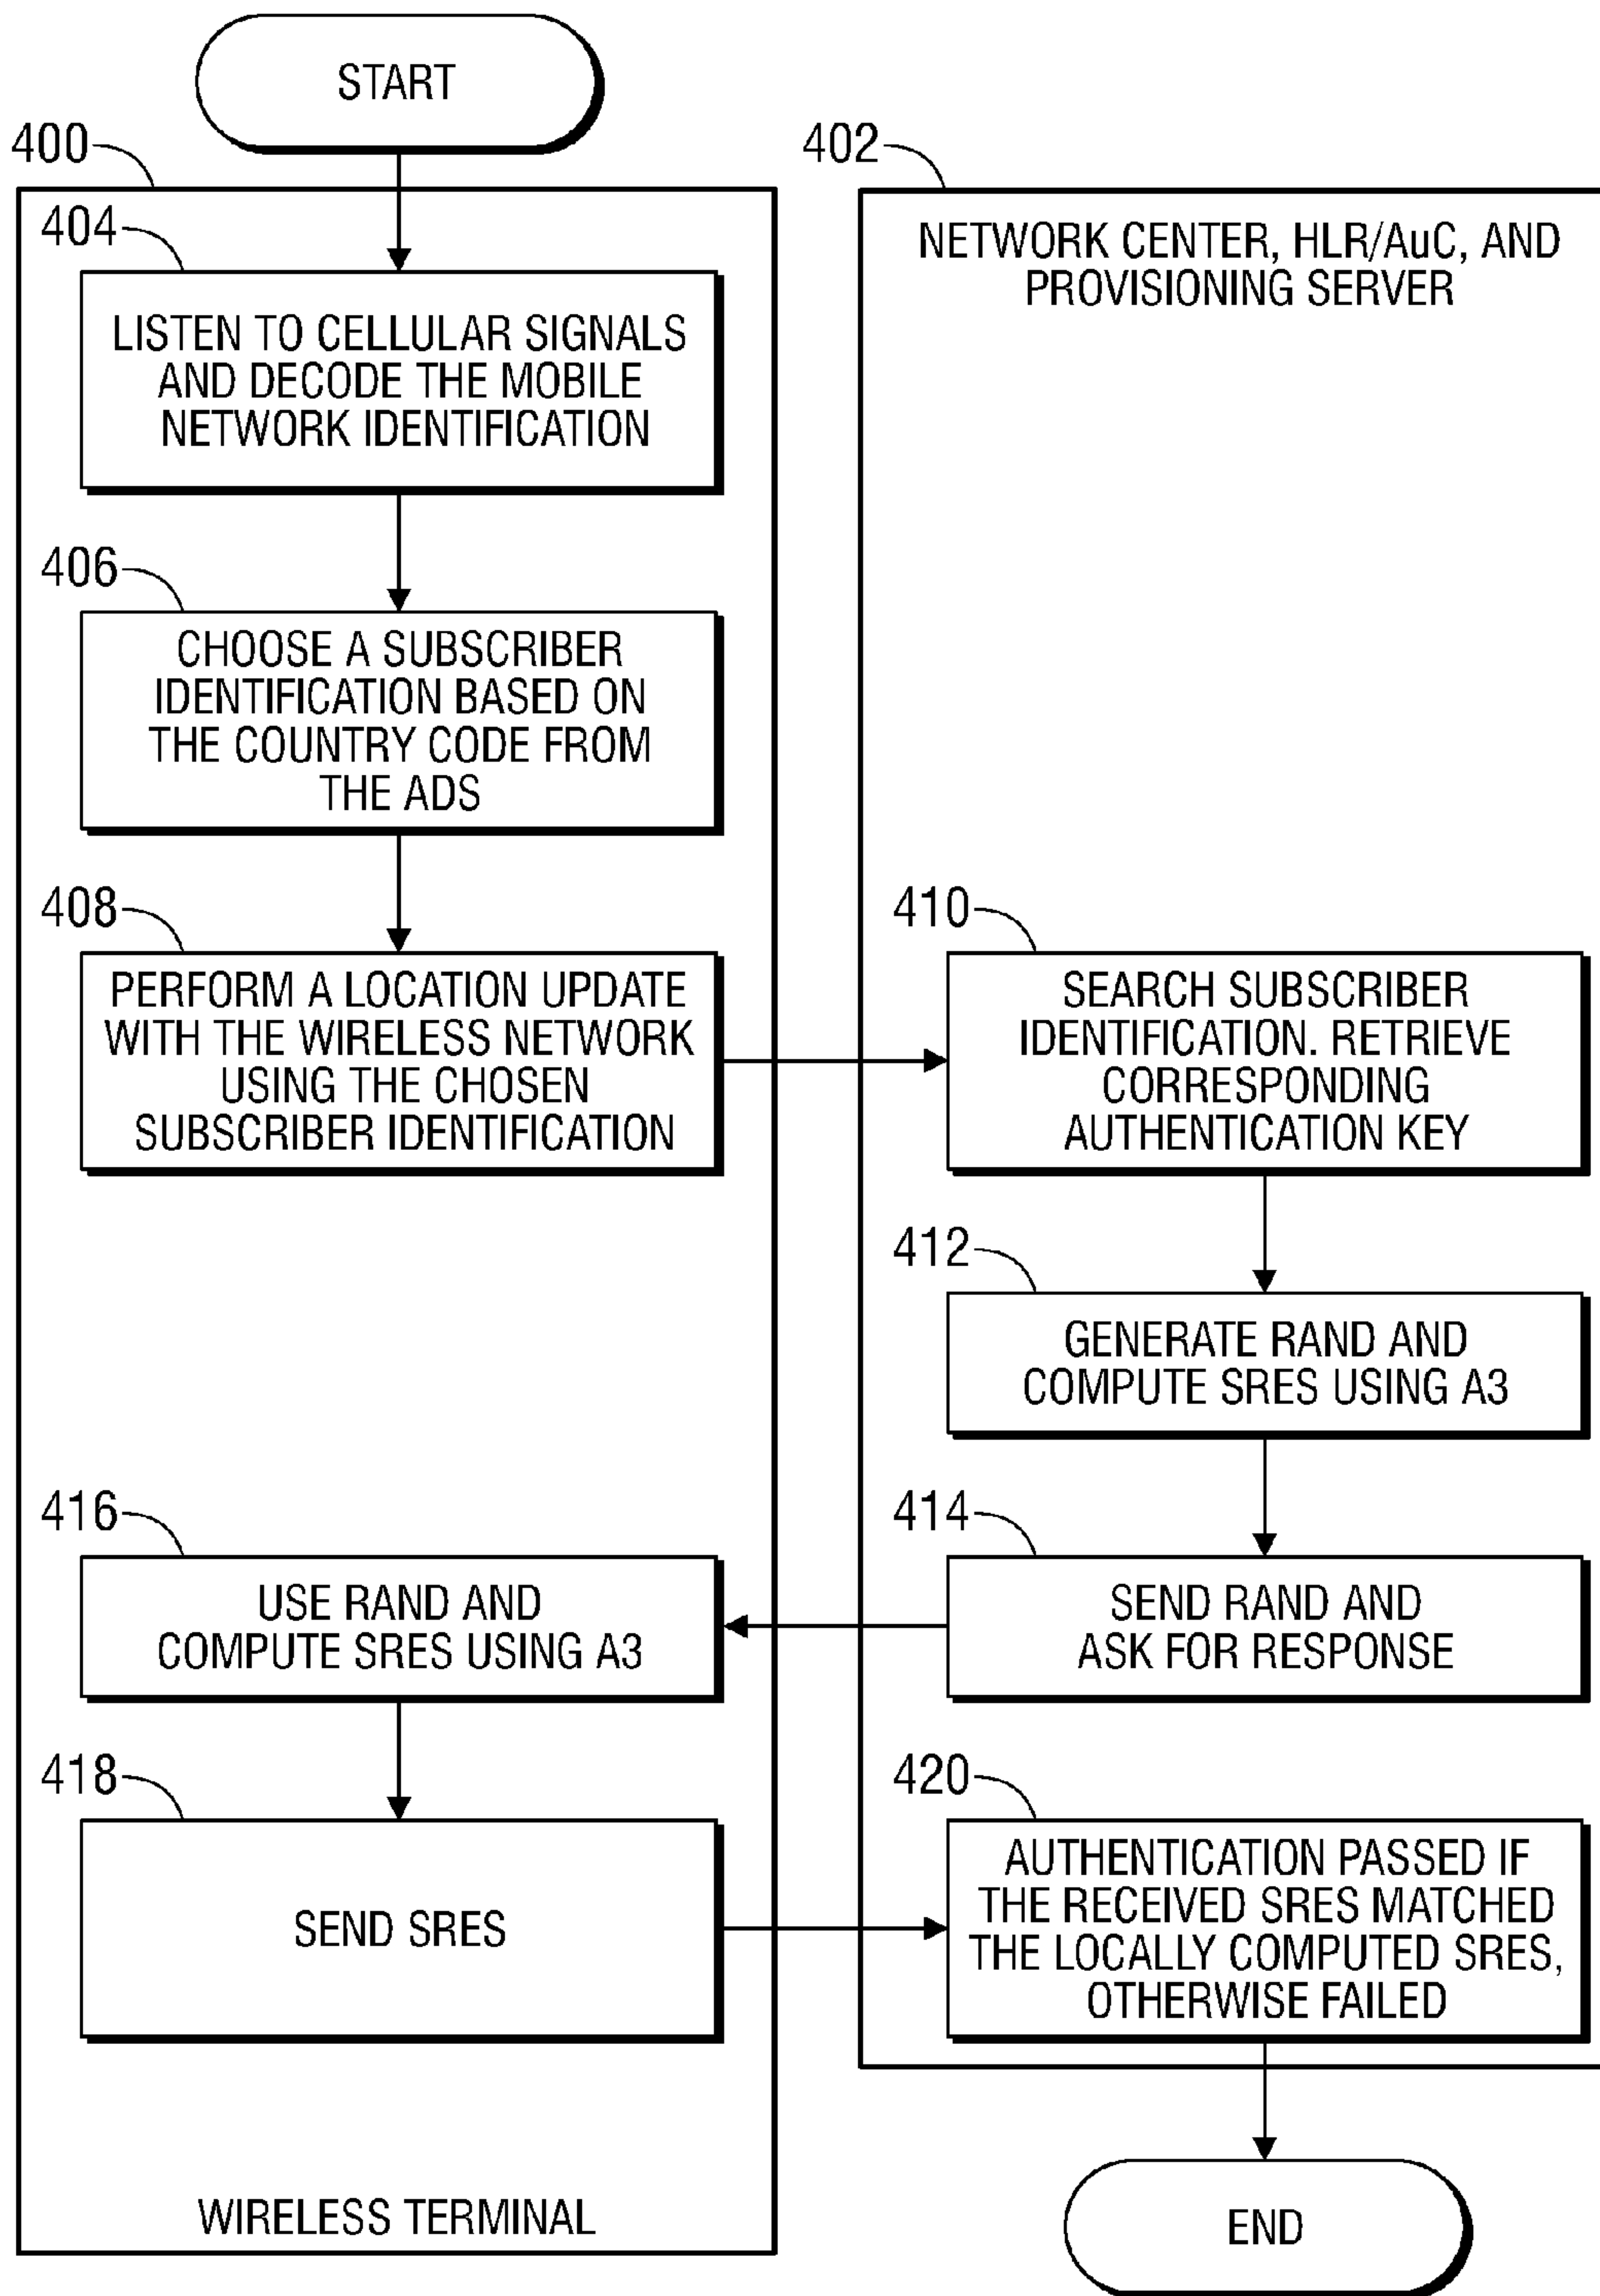 START
400
402
404
LISTEN TO CELLULAR SIGNALS
AND DECODE THE MOBILE
NETWORK IDENTIFICATION
NETWORK CENTER, HLR/AuC, AND
PROVISIONING SERVER
406
CHOOSE A SUBSCRIBER
IDENTIFICATION BASED ON
THE COUNTRY CODE FROM
THE ADS
408
PERFORM A LOCATION UPDATE
WITH THE WIRELESS NETWORK
USING THE CHOSEN
SUBSCRIBER IDENTIFICATION
410
SEARCH SUBSCRIBER
IDENTIFICATION. RETRIEVE
CORRESPONDING
AUTHENTICATION KEY
412
GENERATE RAND AND
COMPUTE SRES USING A3
414
SEND RAND AND
ASK FOR RESPONSE
416
USE RAND AND
COMPUTE SRES USING A3
418
SEND SRES
420
AUTHENTICATION PASSED IF
THE RECEIVED SRES MATCHED
THE LOCALLY COMPUTED SRES,
OTHERWISE FAILED
WIRELESS TERMINAL
END